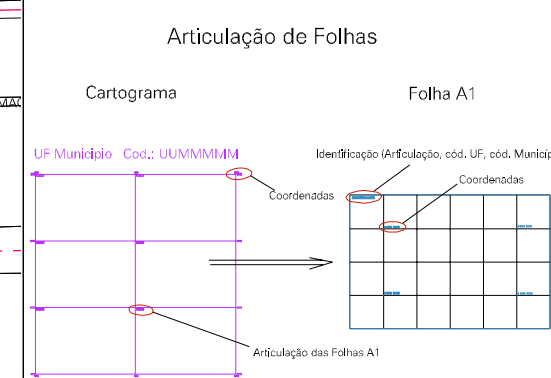 Articulação de Folhas
Cartograma
Folha A1
UF Municipio Cod.: UUMMMMM
Identificação (Articulação, cód. UF, cód. Municíp
Coordenadas
Coordenadas
Articulação das Folhas A1